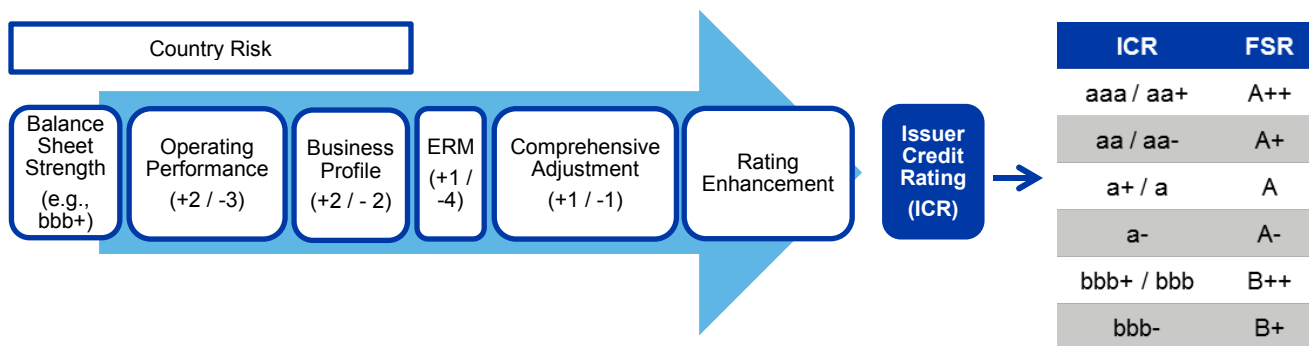 Country Risk
Balance
Sheet
Strength
(e.g.,
bbb+)
Operating
Performance
(+2 / -3)
Business
Profile
(+2 / - 2)
ERM
(+1 /
-4)
Comprehensive
Adjustment
(+1 / -1)
Rating
Enhancement
Issuer
Credit
Rating
(ICR)
ICR FSR
aaa / aa+ A++
aa / aa- A+
a+ / a A
a- A-
bbb+ / bbb B++
bbb- B+